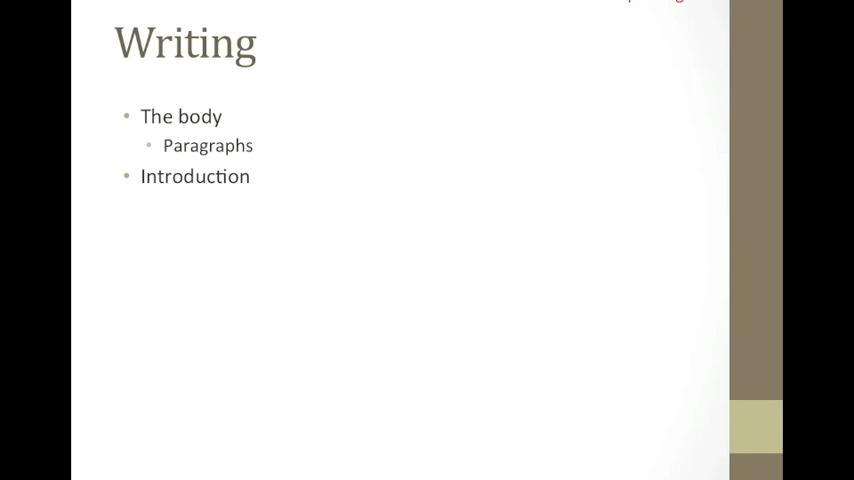 Writing
The body
Paragraphs
Introduction